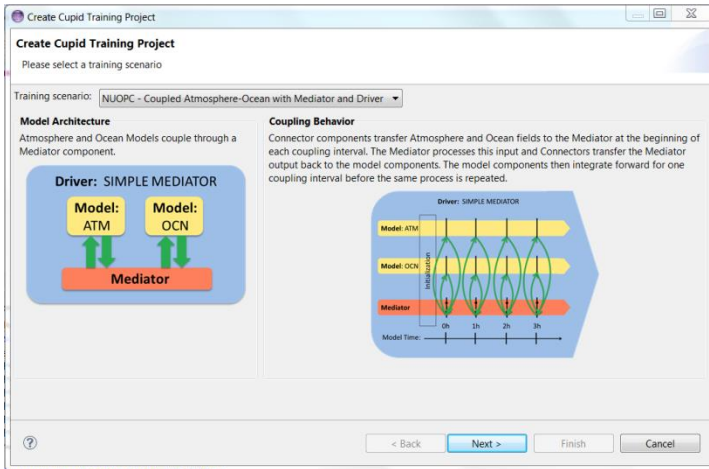 Create Cupid Training Project
Create Cupid Training Project
Please select a training scenario
Training scenario: NUOPC - Coupled Atmosphere-Ocean with Mediator and Driver
Model Architecture
Atmosphere and Ocean Models couple through a
Mediator component.
Driver: SIMPLE MEDIATOR
Model: Model:
ATM OCN
Mediator
Coupling Behavior
Connector components transfer Atmosphere and Ocean fields to the Mediator at the beginning of
each coupling interval. The Mediator processes this input and Connectors transfer the Mediator
output back to the model components. The model components then integrate forward for one
coupling interval before the same process is repeated.
Driver: SIMPLE MEDIATOR
Model: ATM
Model: OCN
Initialization
Mediator
0h 1h 2h 3h
Model Time:
?
< Back Next > Finish Cancel